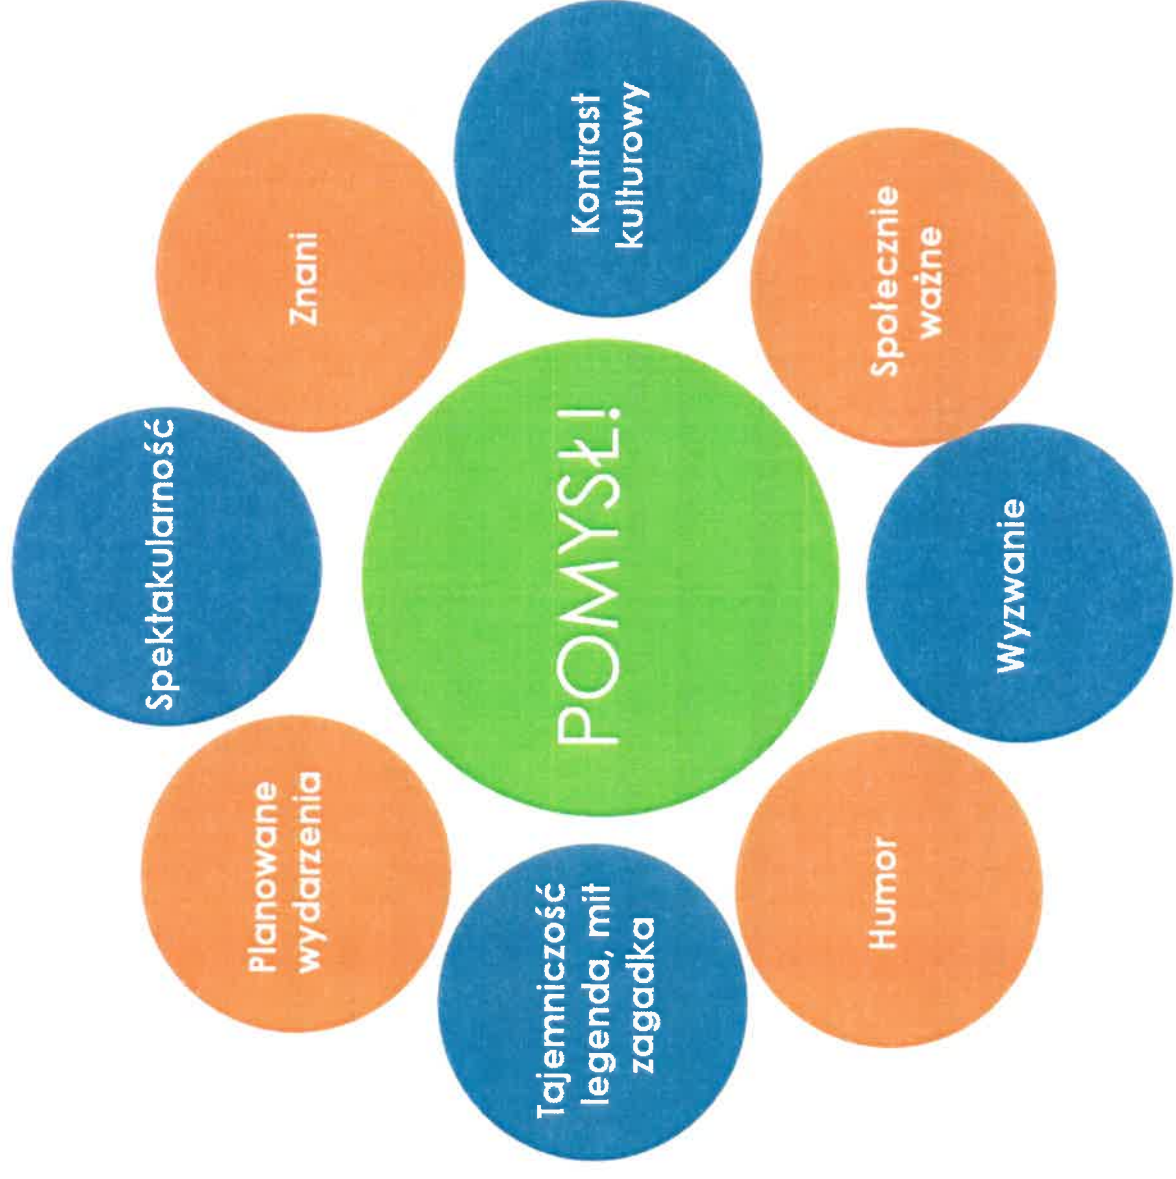 Tajemniczość
legenda, mit
zagadka
Planowane
wydarzenia
Spektakularność
Znani
Kontrast
kulturowy
Społecznie
ważne
Wyzwanie
Humor
POMYSŁ!